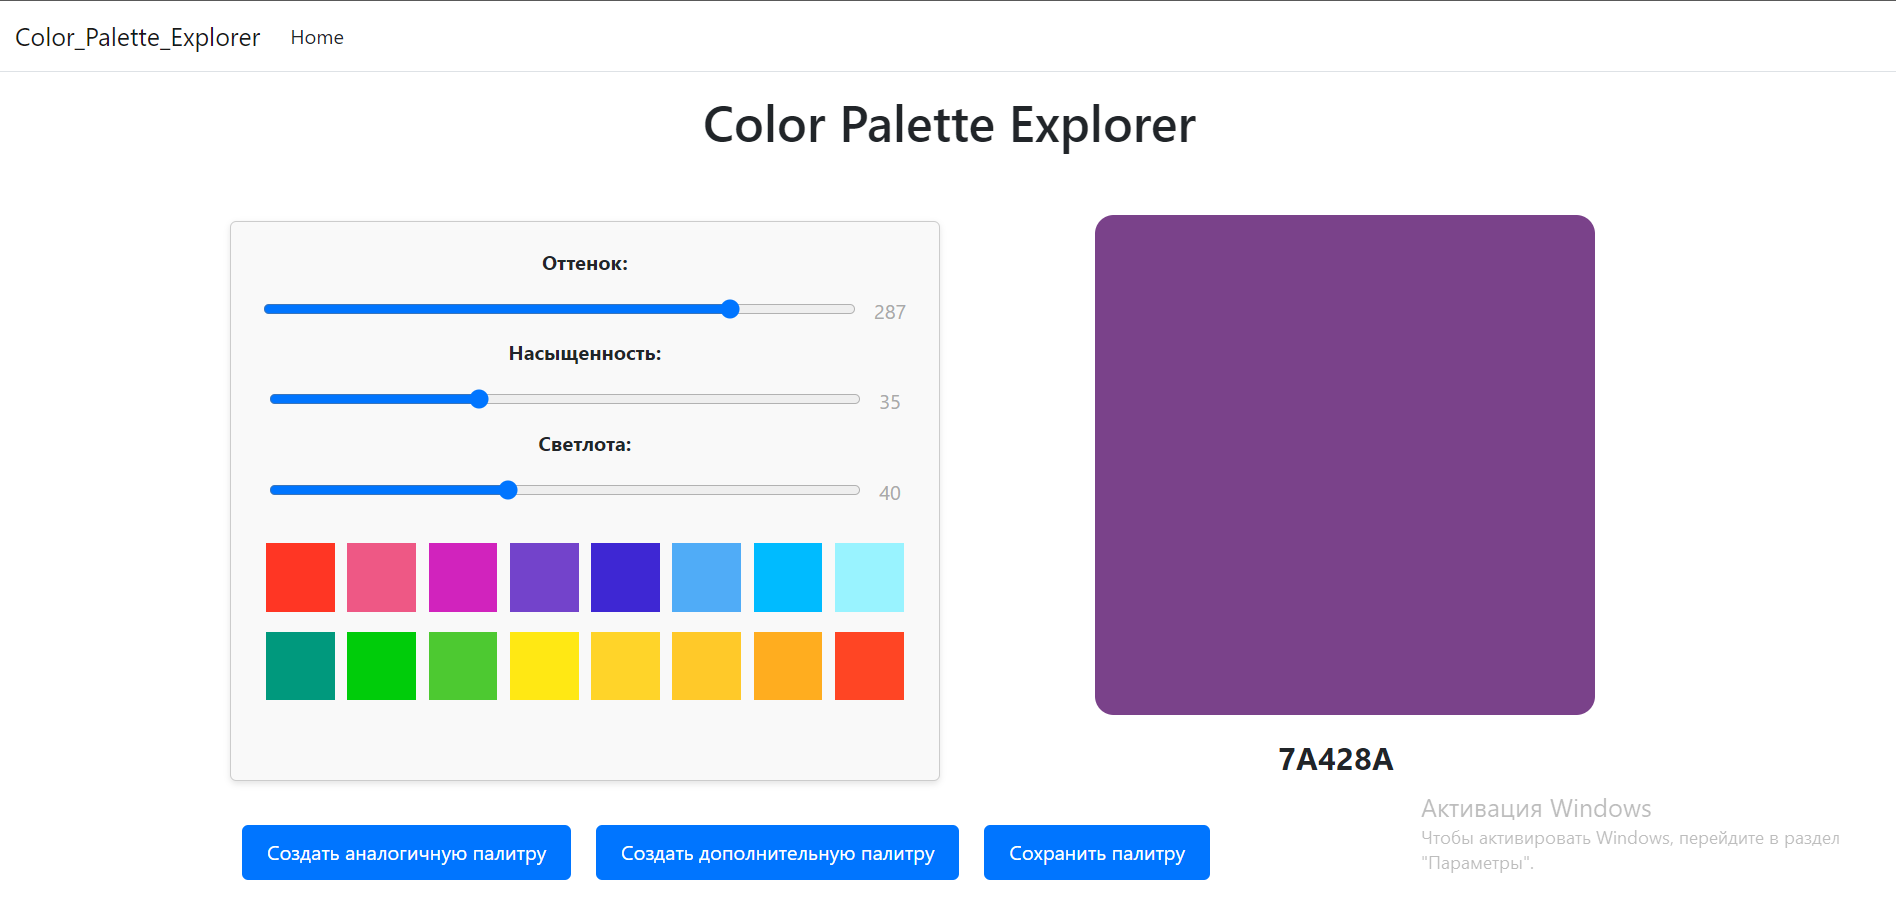 Color_Palette_Explorer Home
Color Palette Explorer
Оттенок:
287
Насыщенность:
35
Светлота:
40
7A428A
Создать аналогичную палитру
Создать дополнительную палитру
Сохранить палитру
Активация Windows
Чтобы активировать Windows, перейдите в раздел
"Параметры".